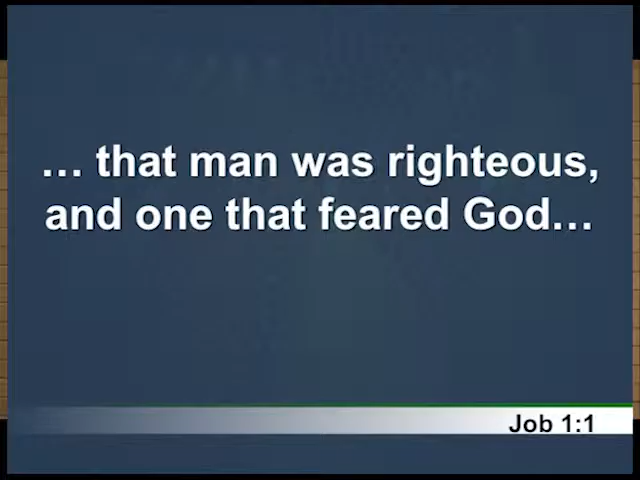 … that man was righteous,
and one that feared God…
Job 1:1